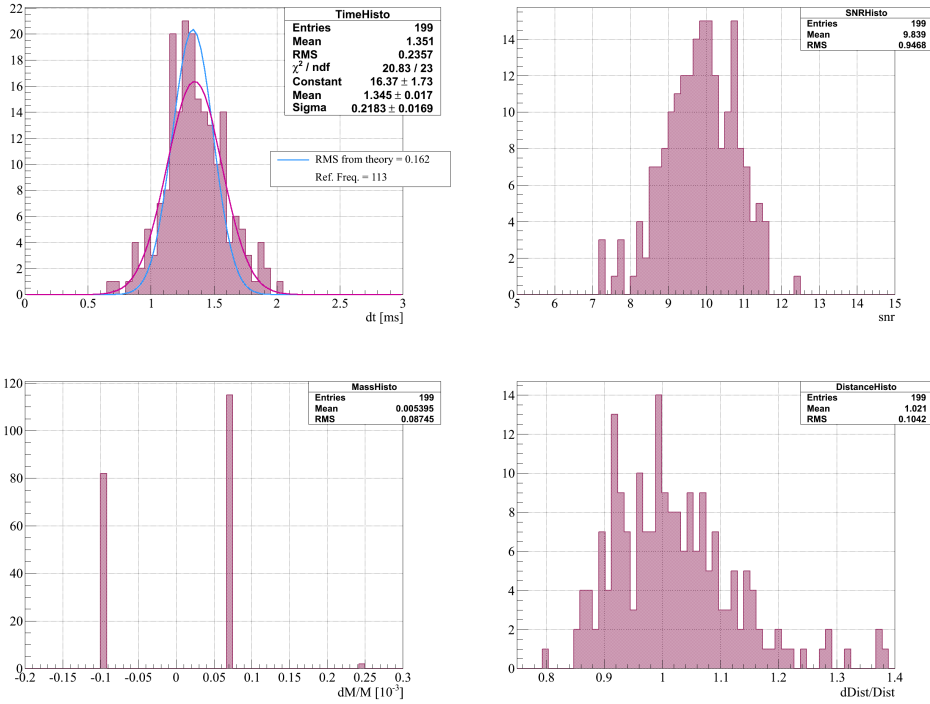 TimeHisto
Entries 199
Mean 1.351
RMS 0.2357
χ² / ndf 20.83 / 23
Constant 16.37 ± 1.73
Mean 1.345 ± 0.017
Sigma 0.2183 ± 0.0169
RMS from theory = 0.162
Ref. Freq. = 113
22
20
18
16
14
12
10
8
6
4
2
0
0 0.5 1 1.5 2 2.5 3
dt [ms]
SNRHisto
Entries 199
Mean 9.839
RMS 0.9468
14
12
10
8
6
4
2
0
5 6 7 8 9 10 11 12 13 14 15
snr
MassHisto
Entries 199
Mean 0.005395
RMS 0.08745
120
100
80
60
40
20
0
-0.2 -0.15 -0.1 -0.05 0 0.05 0.1 0.15 0.2 0.25 0.3
dM/M [10⁻³]
DistanceHisto
Entries 199
Mean 1.021
RMS 0.1042
14
12
10
8
6
4
2
0
0.8 0.9 1 1.1 1.2 1.3 1.4
dDist/Dist